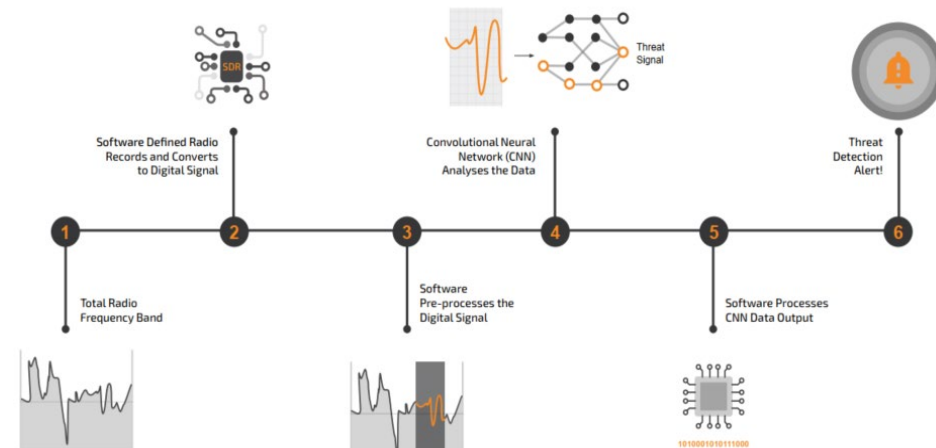 SDR
Threat
Signal
Software Defined Radio
Records and Converts
to Digital Signal
Convolutional Neural
Network (CNN)
Analyses the Data
Threat
Detection
Alert!
1
2
3
4
5
6
Total Radio
Frequency Band
Software
Pre-processes the
Digital Signal
Software Processes
CNN Data Output
1010001010111000